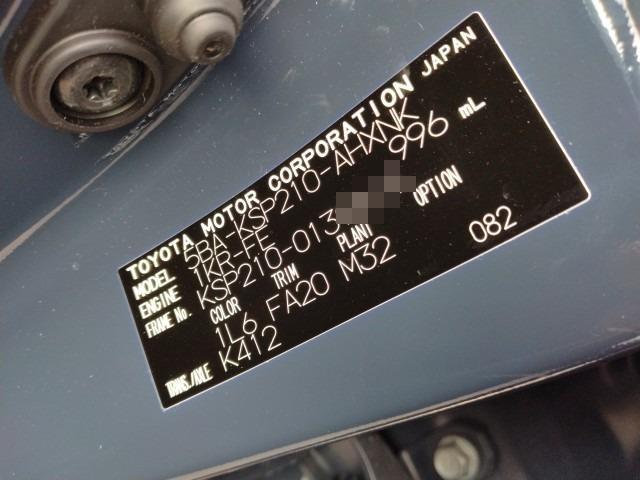 TOYOTA MOTOR CORPORATION JAPAN
MODEL 5BA-KSP210-AHXNK
ENGINE 1KR-FE 996 mL
FRAME No. KSP210-013
COLOR TRIM PLANT OPTION
1L6 FA20 M32 082
TRNS./AXLE K412